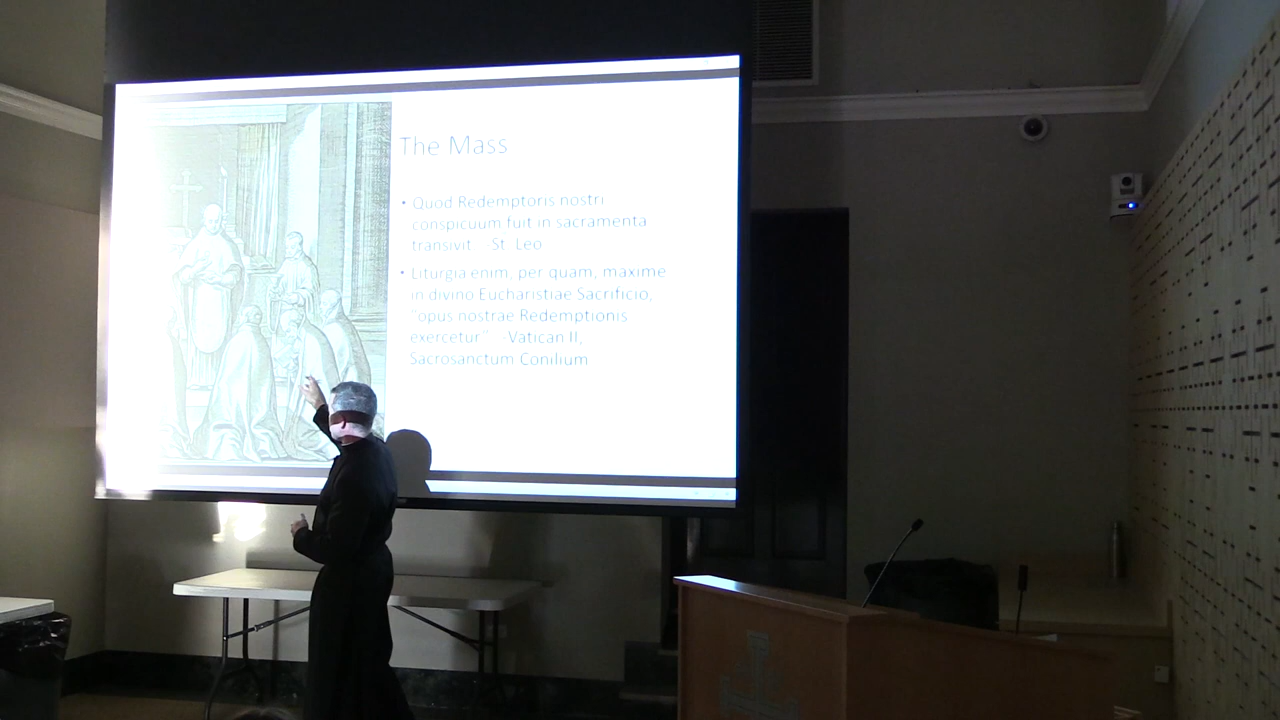 The Mass
• Quod Redemptoris nostri
conspicuum fuit in sacramenta
transivit -St. Leo
• Liturgia enim, per quam, maxime
in divino Eucharistiae Sacrificio,
"opus nostrae Redemptionis
exercetur" -Vatican II,
Sacrosanctum Conilium